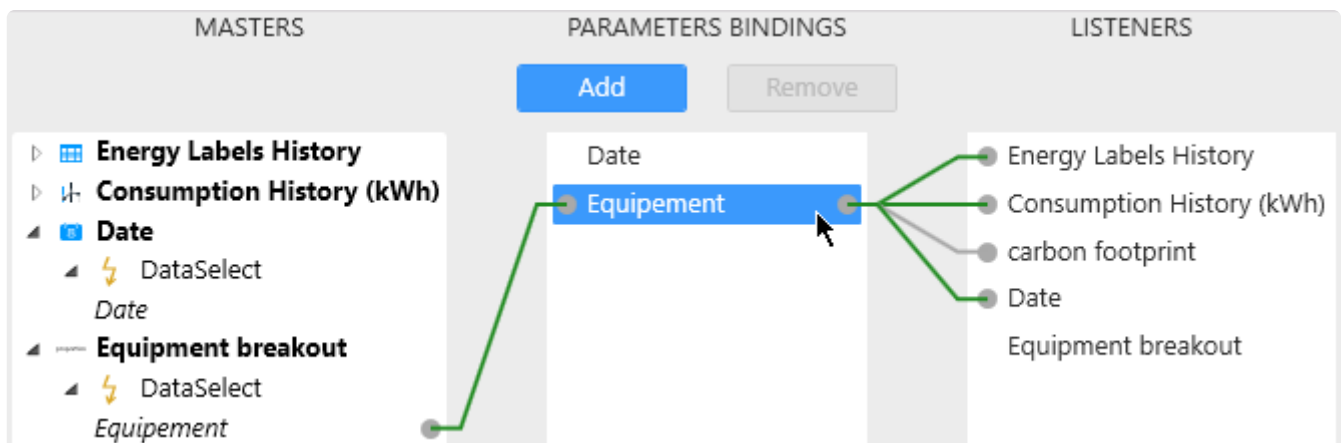 MASTERS
PARAMETERS BINDINGS
LISTENERS
Add
Remove
Energy Labels History
Consumption History (kWh)
Date
DataSelect
Date
Equipment breakout
DataSelect
Equipement
Date
Equipement
Energy Labels History
Consumption History (kWh)
carbon footprint
Date
Equipment breakout